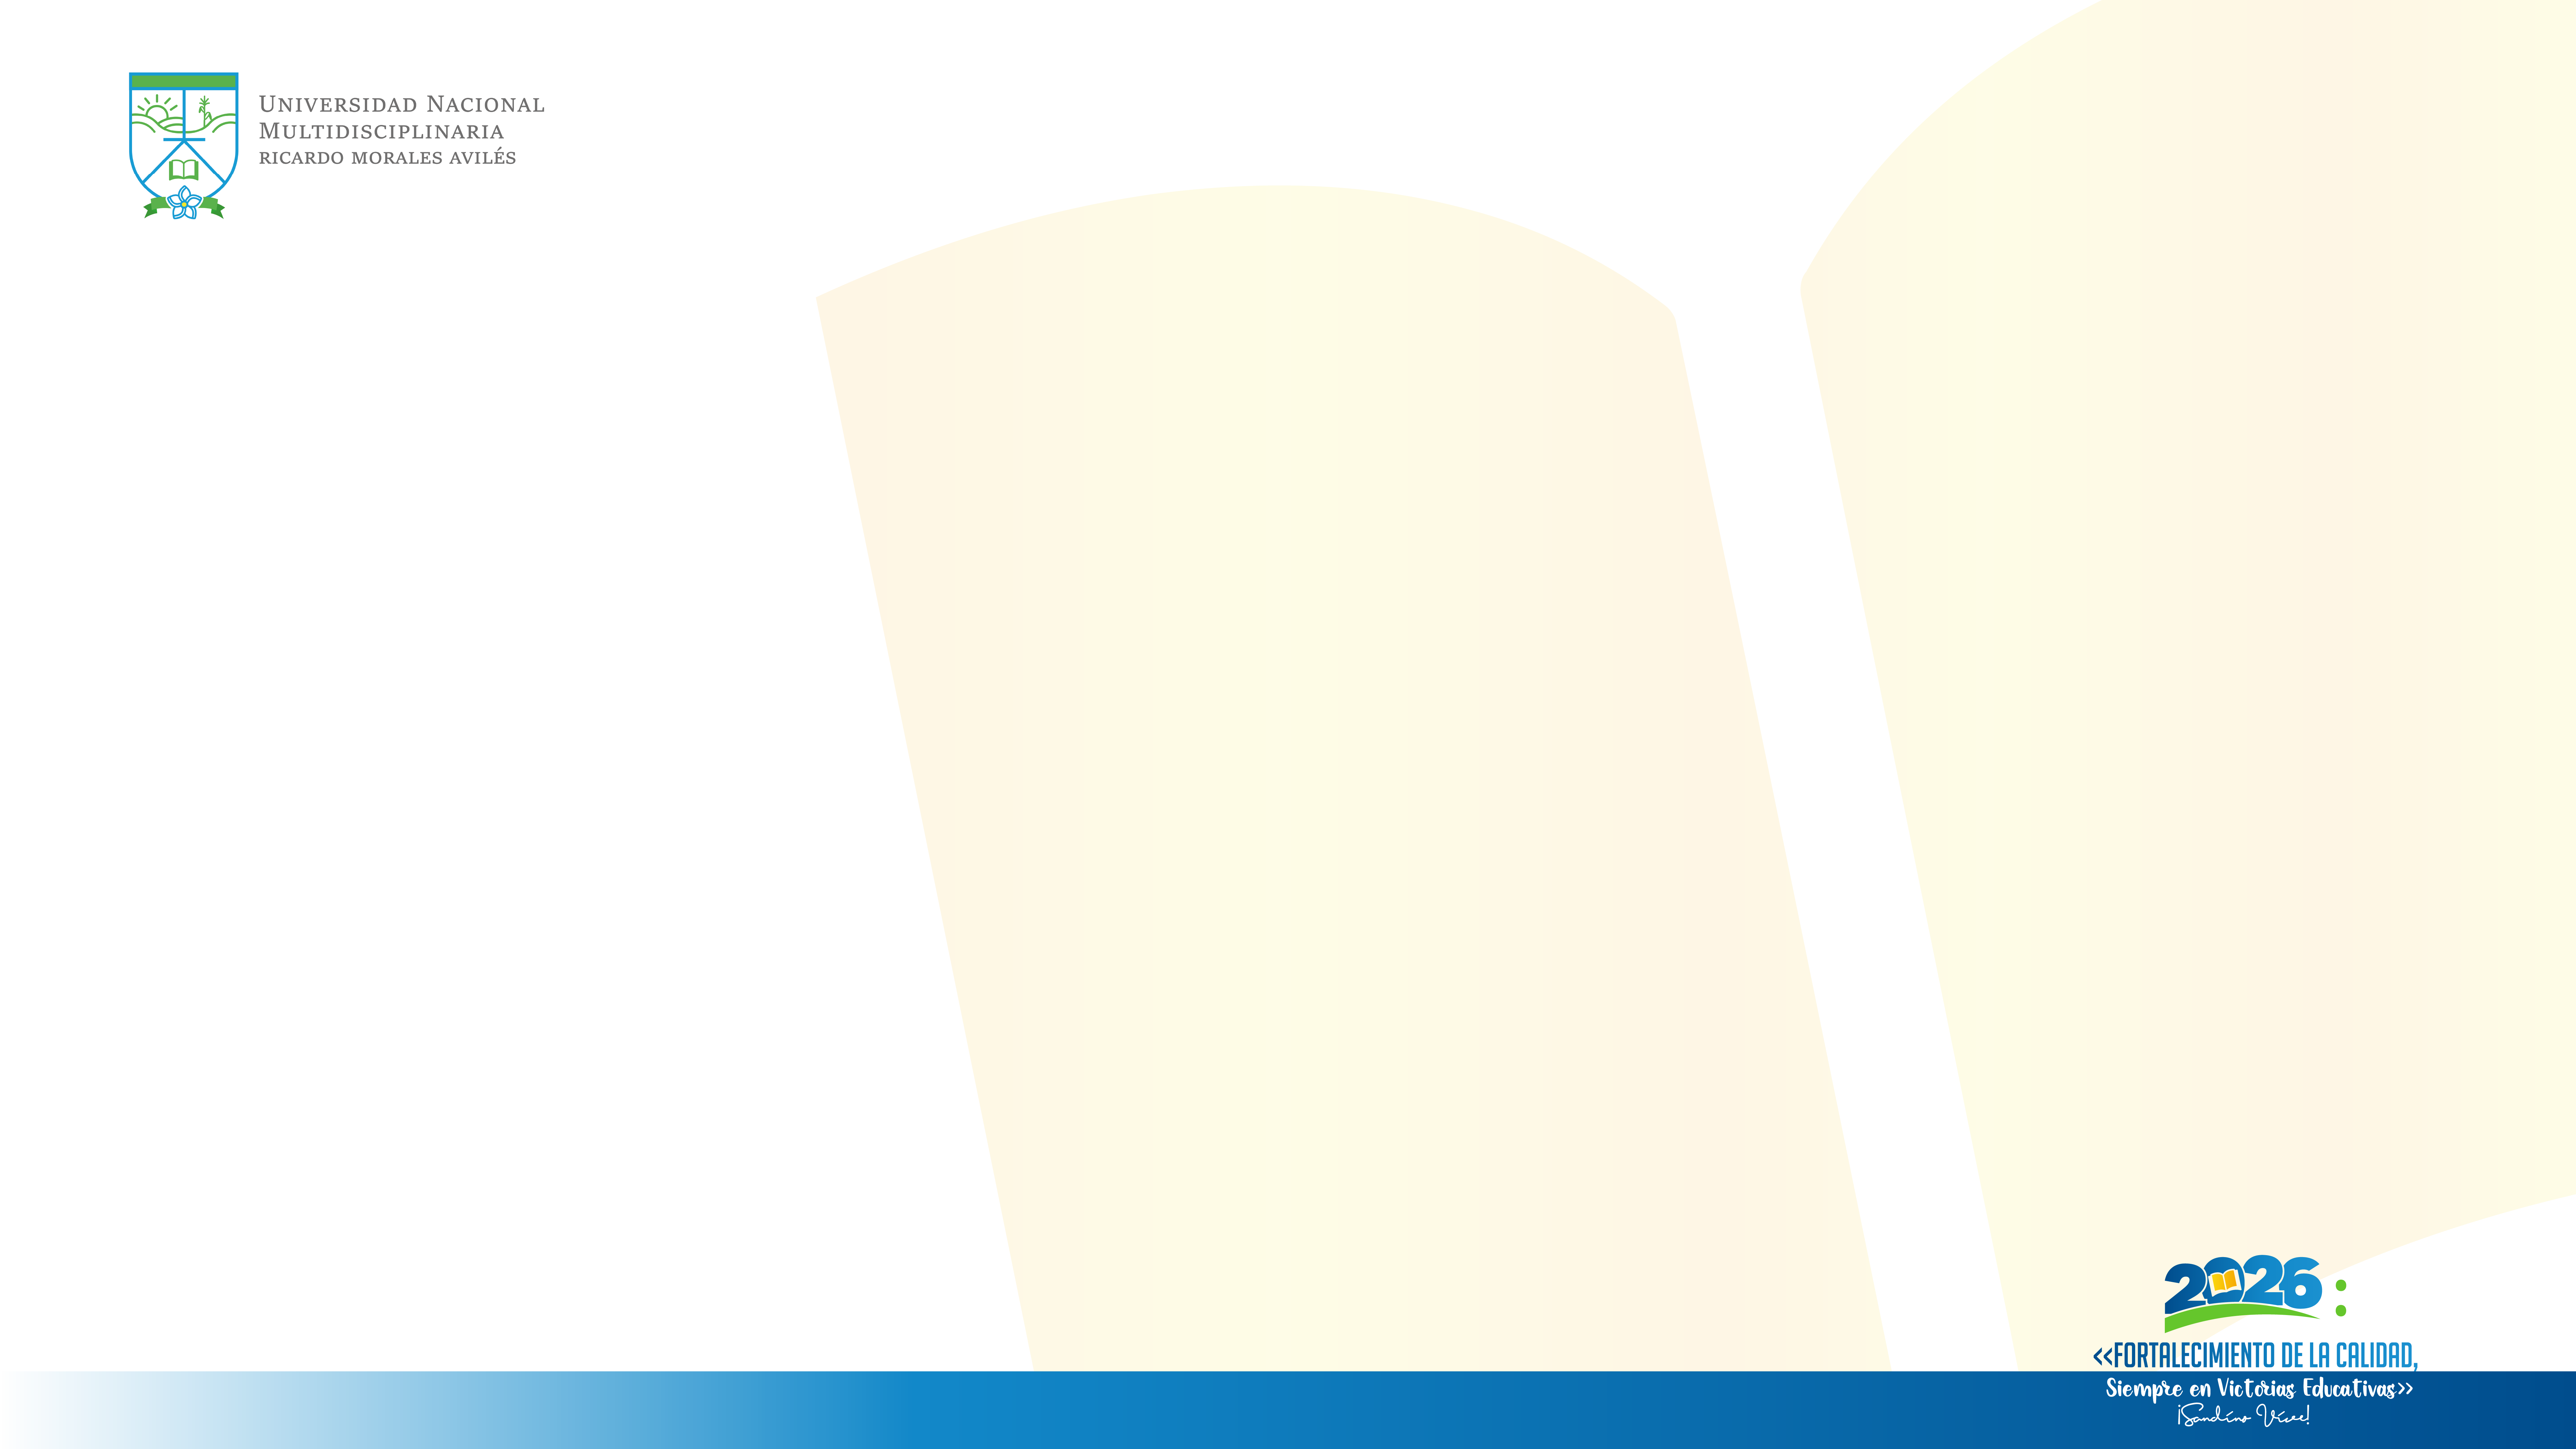 UNIVERSIDAD NACIONAL
MULTIDISCIPLINARIA
RICARDO MORALES AVILÉS
2026:
<<FORTALECIMIENTO DE LA CALIDAD,
Siempre en Victorias Educativas>>
¡Sandino Vive!